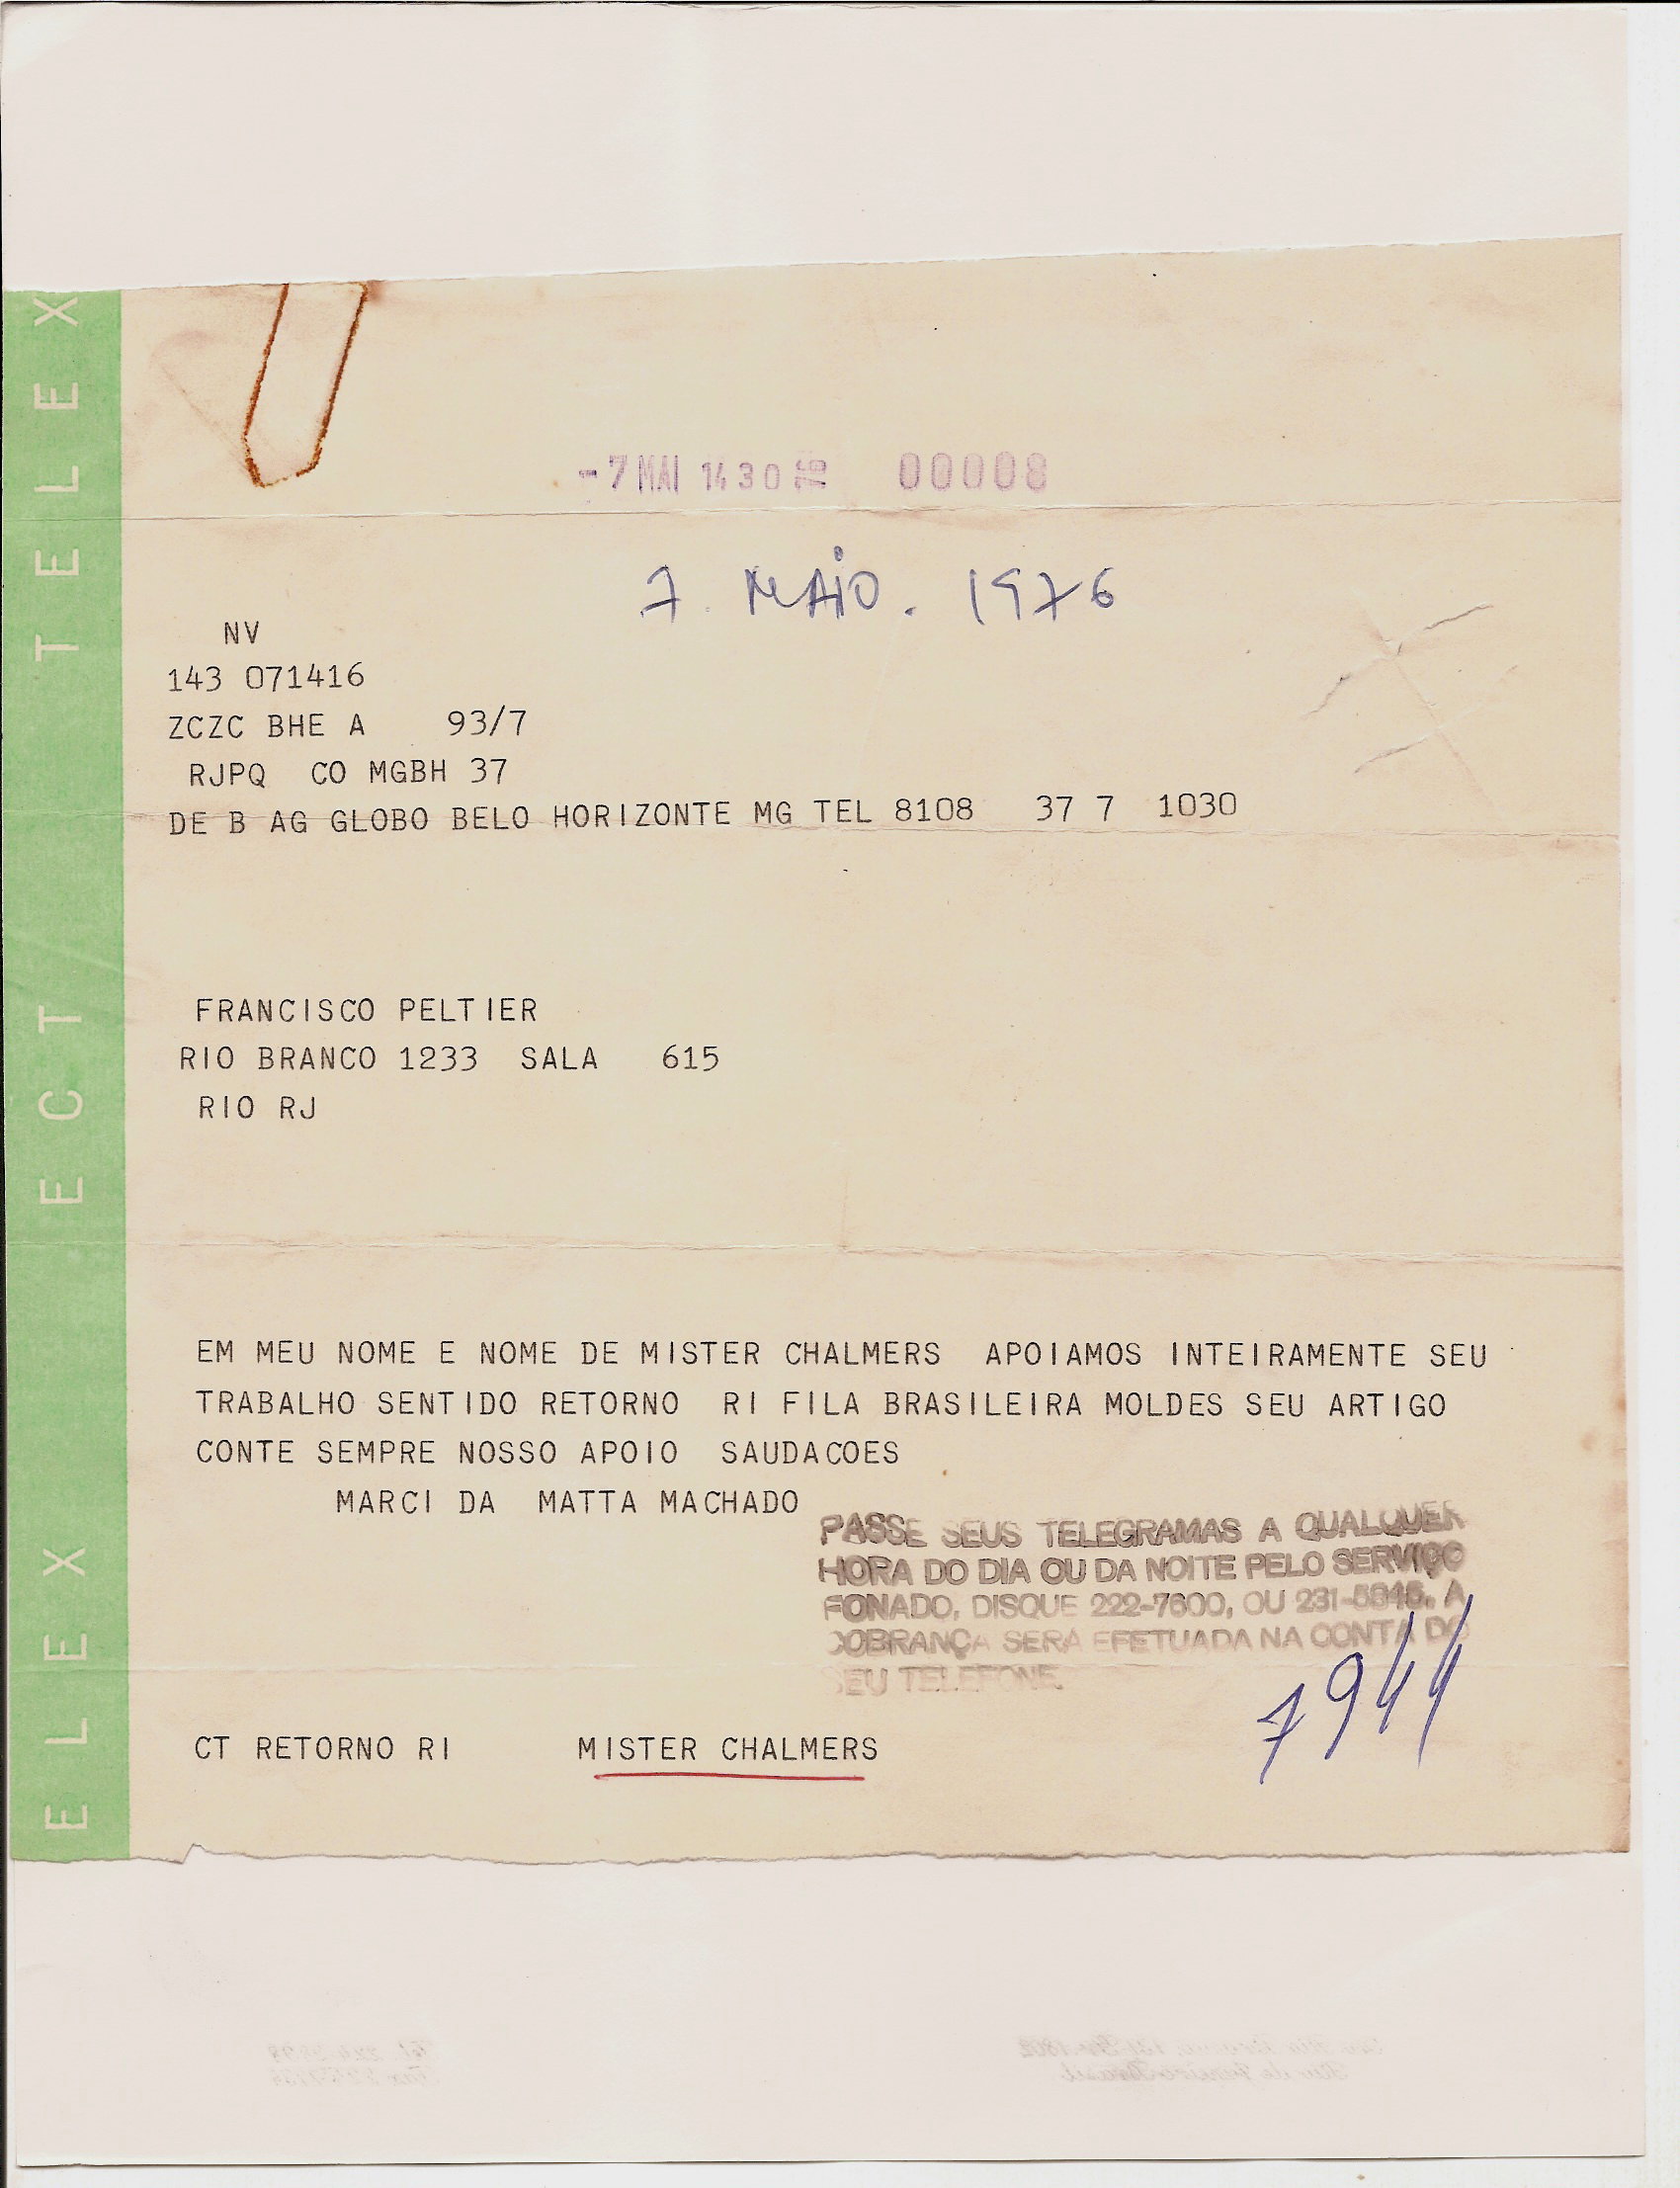 TELEX ECT TELEX
-7 MAI 1430 76 00008
7. MAIO. 1976
NV
143 071416
ZCZC BHE A 93/7
RJPQ CO MGBH 37
DE B AG GLOBO BELO HORIZONTE MG TEL 8108 37 7 1030
FRANCISCO PELTIER
RIO BRANCO 1233 SALA 615
RIO RJ
EM MEU NOME E NOME DE MISTER CHALMERS APOIAMOS INTEIRAMENTE SEU
TRABALHO SENTIDO RETORNO RI FILA BRASILEIRA MOLDES SEU ARTIGO
CONTE SEMPRE NOSSO APOIO SAUDACOES
MARCI DA MATTA MACHADO
PASSE SEUS TELEGRAMAS A QUALQUER
HORA DO DIA OU DA NOITE PELO SERVIÇO
FONADO, DISQUE 222-7600, OU A
COBRANÇA SERA EFETUADA NA CONTA DO
SEU TELEFONE.
7944
CT RETORNO RI MISTER CHALMERS